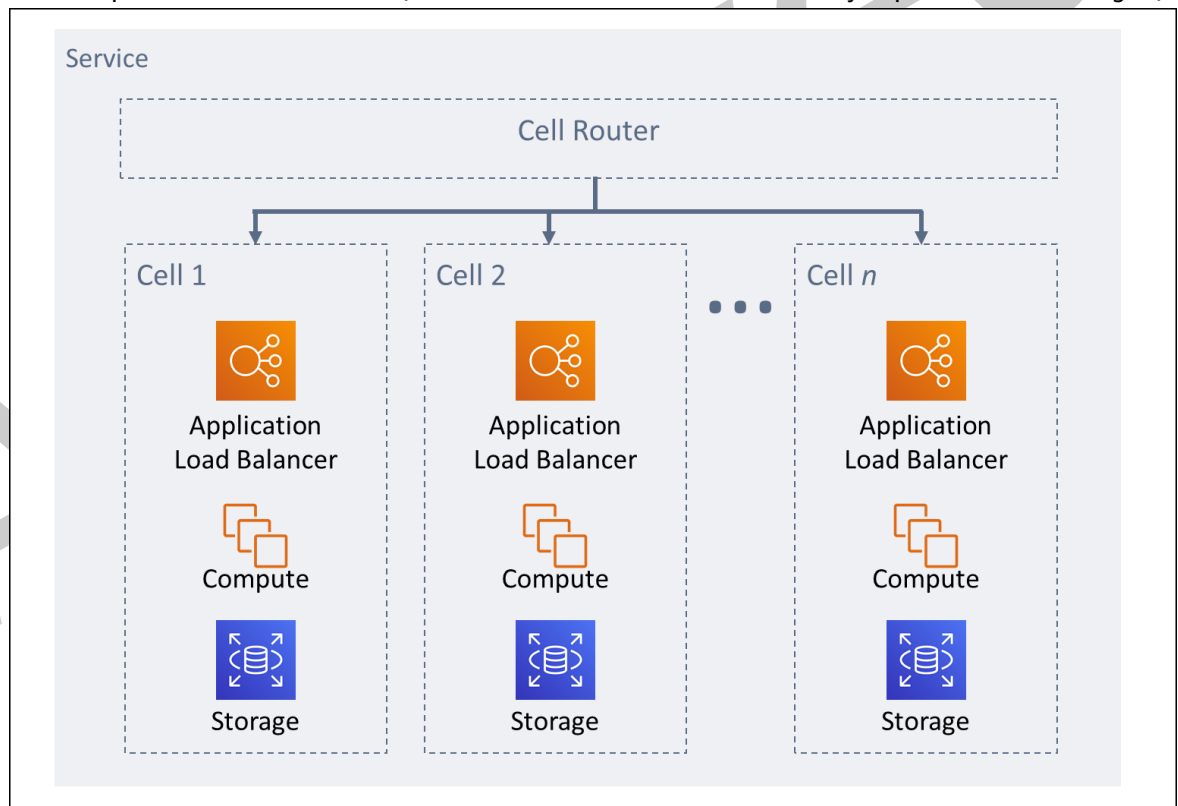 Service
Cell Router
Cell 1
Cell 2
Cell n
Application
Load Balancer
Compute
Storage
Application
Load Balancer
Compute
Storage
Application
Load Balancer
Compute
Storage